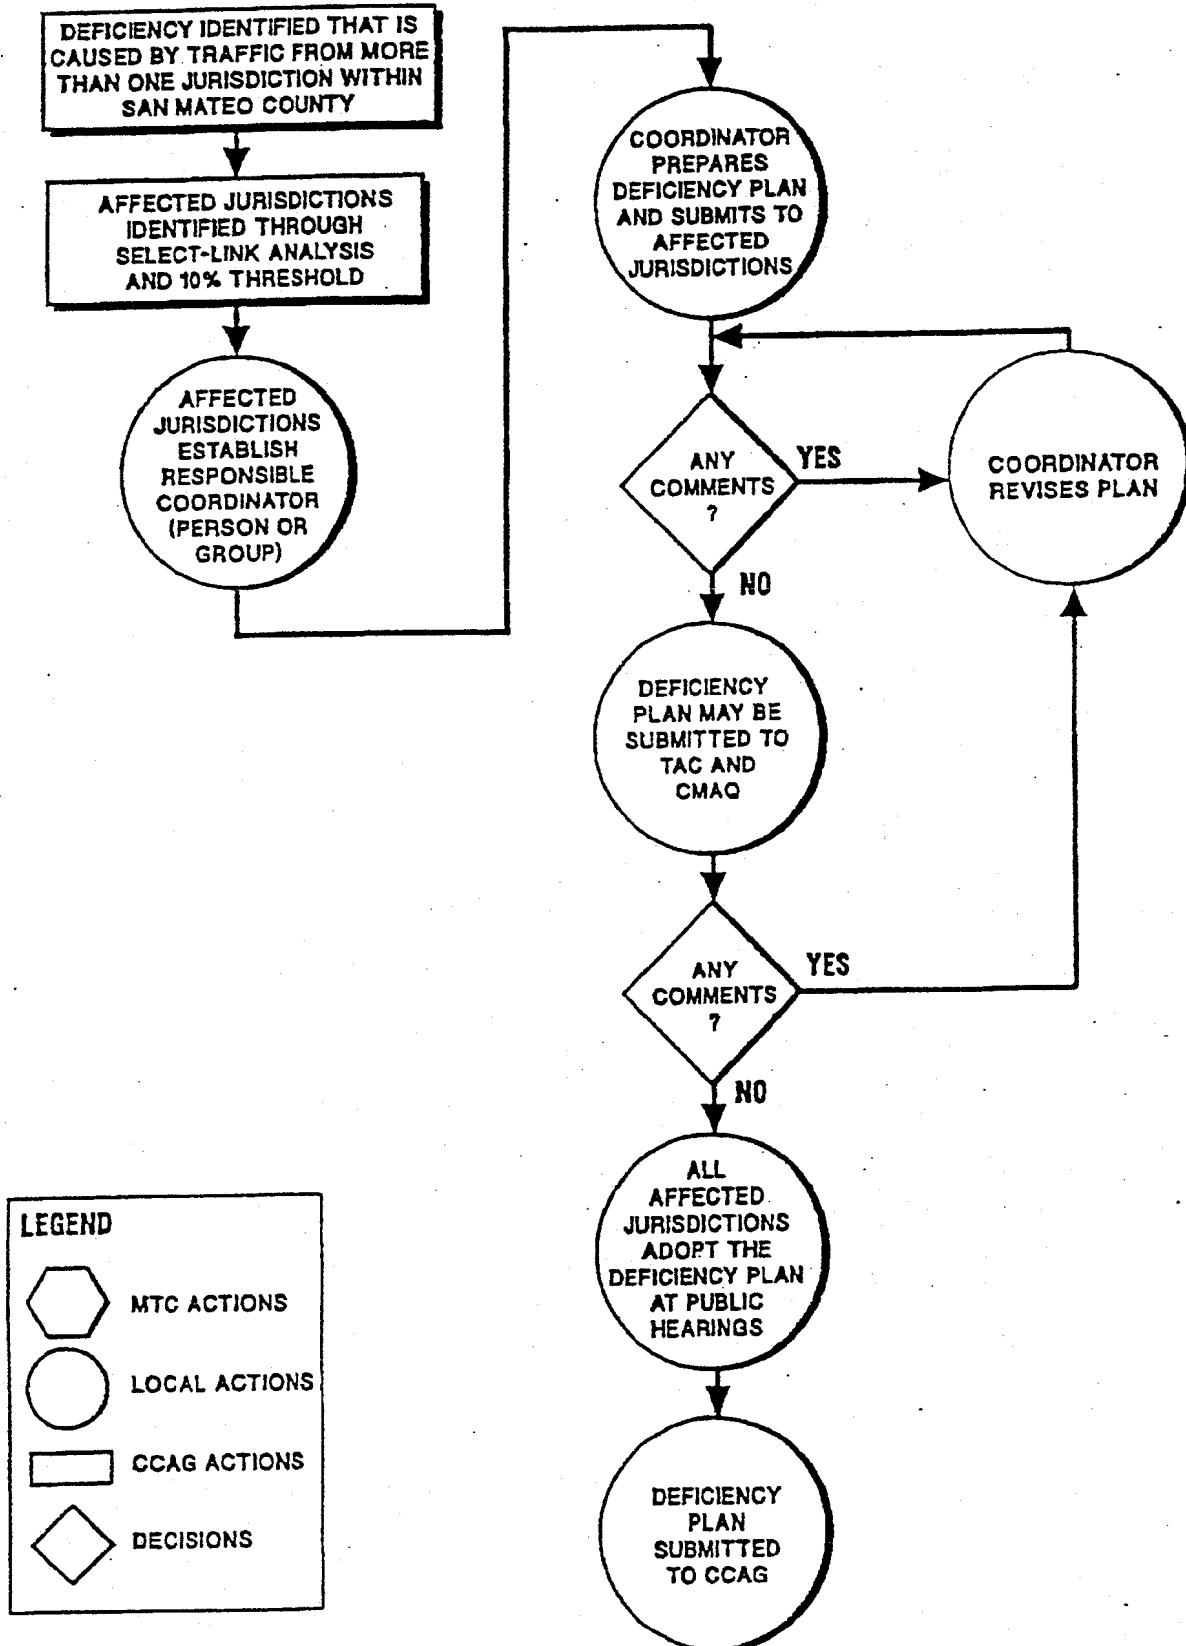 DEFICIENCY IDENTIFIED THAT IS
CAUSED BY TRAFFIC FROM MORE
THAN ONE JURISDICTION WITHIN
SAN MATEO COUNTY
AFFECTED JURISDICTIONS
IDENTIFIED THROUGH
SELECT-LINK ANALYSIS
AND 10% THRESHOLD
AFFECTED
JURISDICTIONS
ESTABLISH
RESPONSIBLE
COORDINATOR
(PERSON OR
GROUP)
COORDINATOR
PREPARES
DEFICIENCY PLAN
AND SUBMITS TO
AFFECTED
JURISDICTIONS
ANY
COMMENTS
?
YES
COORDINATOR
REVISES PLAN
NO
DEFICIENCY
PLAN MAY BE
SUBMITTED TO
TAC AND
CMAQ
ANY
COMMENTS
?
YES
NO
ALL
AFFECTED
JURISDICTIONS
ADOPT THE
DEFICIENCY PLAN
AT PUBLIC
HEARINGS
DEFICIENCY
PLAN
SUBMITTED
TO CCAG
LEGEND
MTC ACTIONS
LOCAL ACTIONS
CCAG ACTIONS
DECISIONS